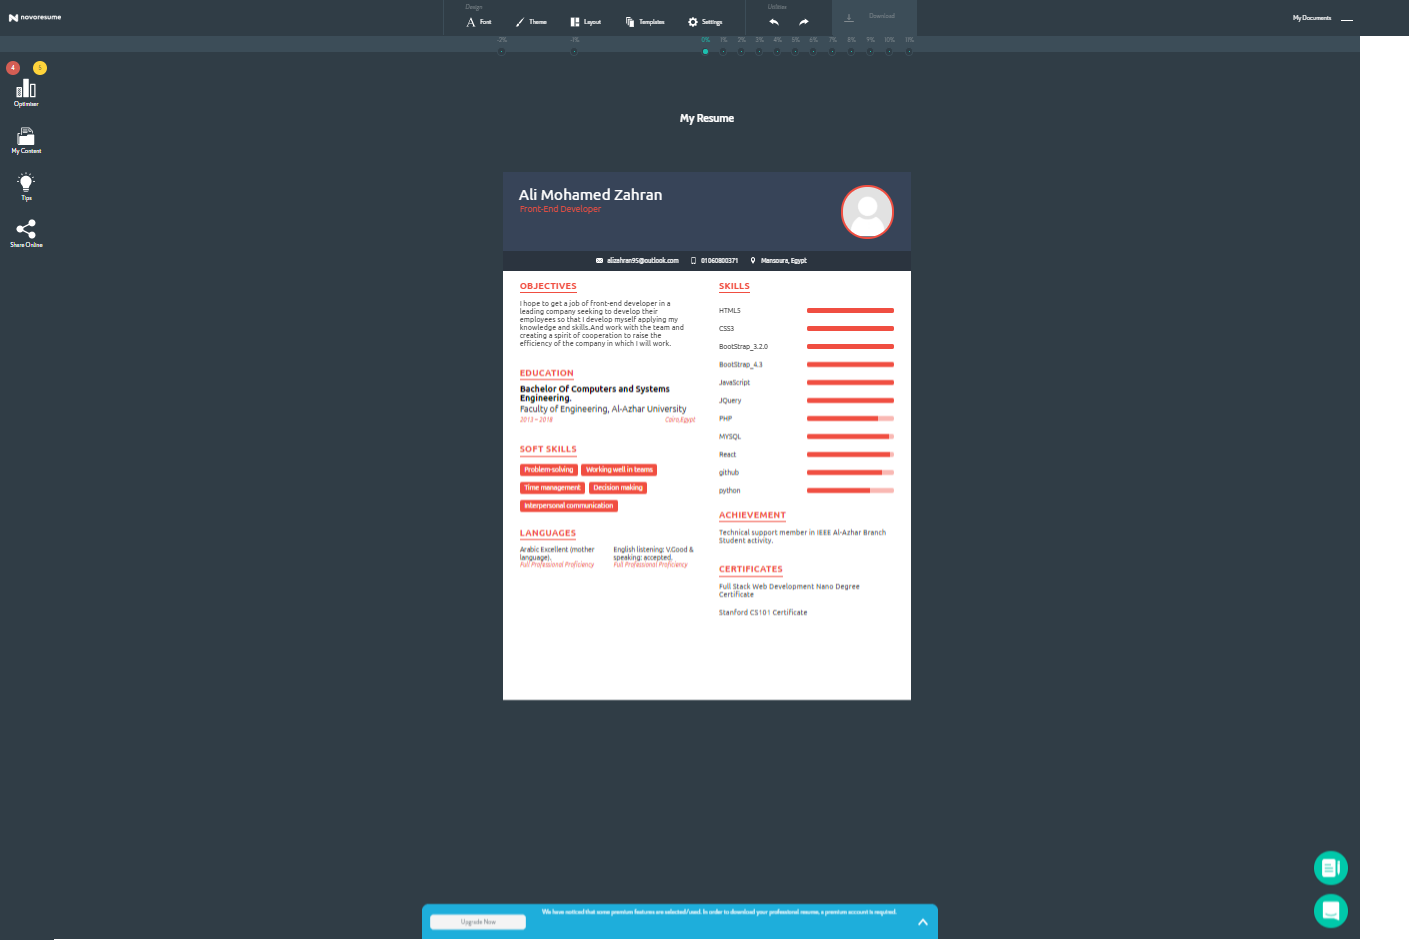 novoresume
Design
Font
Theme
Layout
Templates
Settings
Utilities
Download
My Documents
-2%
-1%
0%
1%
2%
3%
4%
5%
6%
7%
8%
9%
10%
11%
4
5
Optimiser
My Content
Tips
Share Online
My Resume
Ali Mohamed Zahran
Front-End Developer
alizahran95@outlook.com
01060800371
Mansoura, Egypt
OBJECTIVES
I hope to get a job of front-end developer in a
leading company seeking to develop their
employees so that I develop myself applying my
knowledge and skills.And work with the team and
creating a spirit of cooperation to raise the
efficiency of the company in which I will work.
EDUCATION
Bachelor Of Computers and Systems
Engineering.
Faculty of Engineering, Al-Azhar University
2013 – 2018
Cairo,Egypt
SOFT SKILLS
Problem-solving
Working well in teams
Time management
Decision making
Interpersonal communication
LANGUAGES
Arabic Excellent (mother
language).
Full Professional Proficiency
English listening: V.Good &
speaking: accepted.
Full Professional Proficiency
SKILLS
HTML5
CSS3
BootStrap_3.2.0
BootStrap_4.3
JavaScript
JQuery
PHP
MYSQL
React
github
python
ACHIEVEMENT
Technical support member in IEEE Al-Azhar Branch
Student activity.
CERTIFICATES
Full Stack Web Development Nano Degree
Certificate
Stanford CS101 Certificate
Upgrade Now
We have noticed that some premium features are selected/used. In order to download your professional resume, a premium account is required.